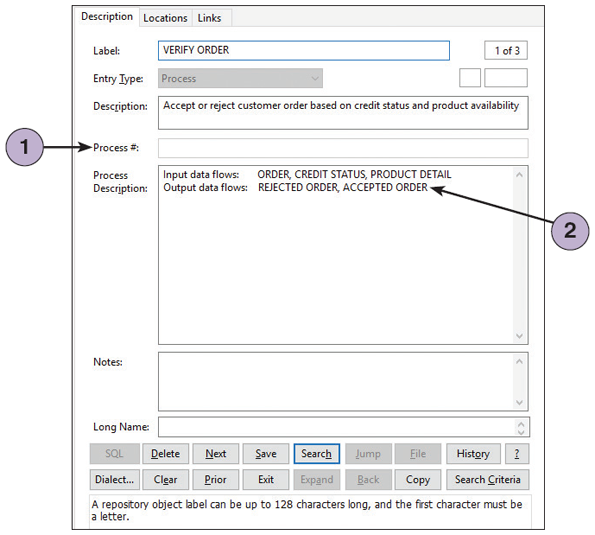 Description Locations Links
Label: VERIFY ORDER 1 of 3
Entry Type: Process
Description: Accept or reject customer order based on credit status and product availability
1
Process #:
Process Description: Input data flows: ORDER, CREDIT STATUS, PRODUCT DETAIL
Output data flows: REJECTED ORDER, ACCEPTED ORDER
2
Notes:
Long Name:
SQL Delete Next Save Search Jump File History ?
Dialect... Clear Prior Exit Expand Back Copy Search Criteria
A repository object label can be up to 128 characters long, and the first character must be
a letter.